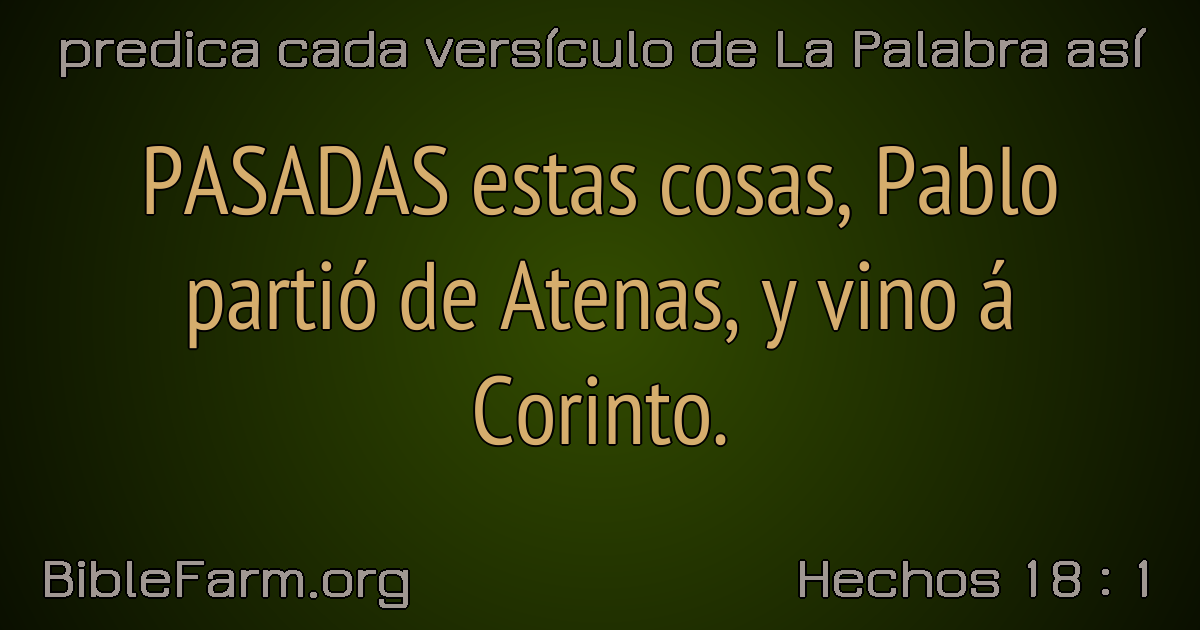 predica cada versículo de La Palabra así
PASADAS estas cosas, Pablo
partió de Atenas, y vino á
Corinto.
BibleFarm.org
Hechos 18 : 1